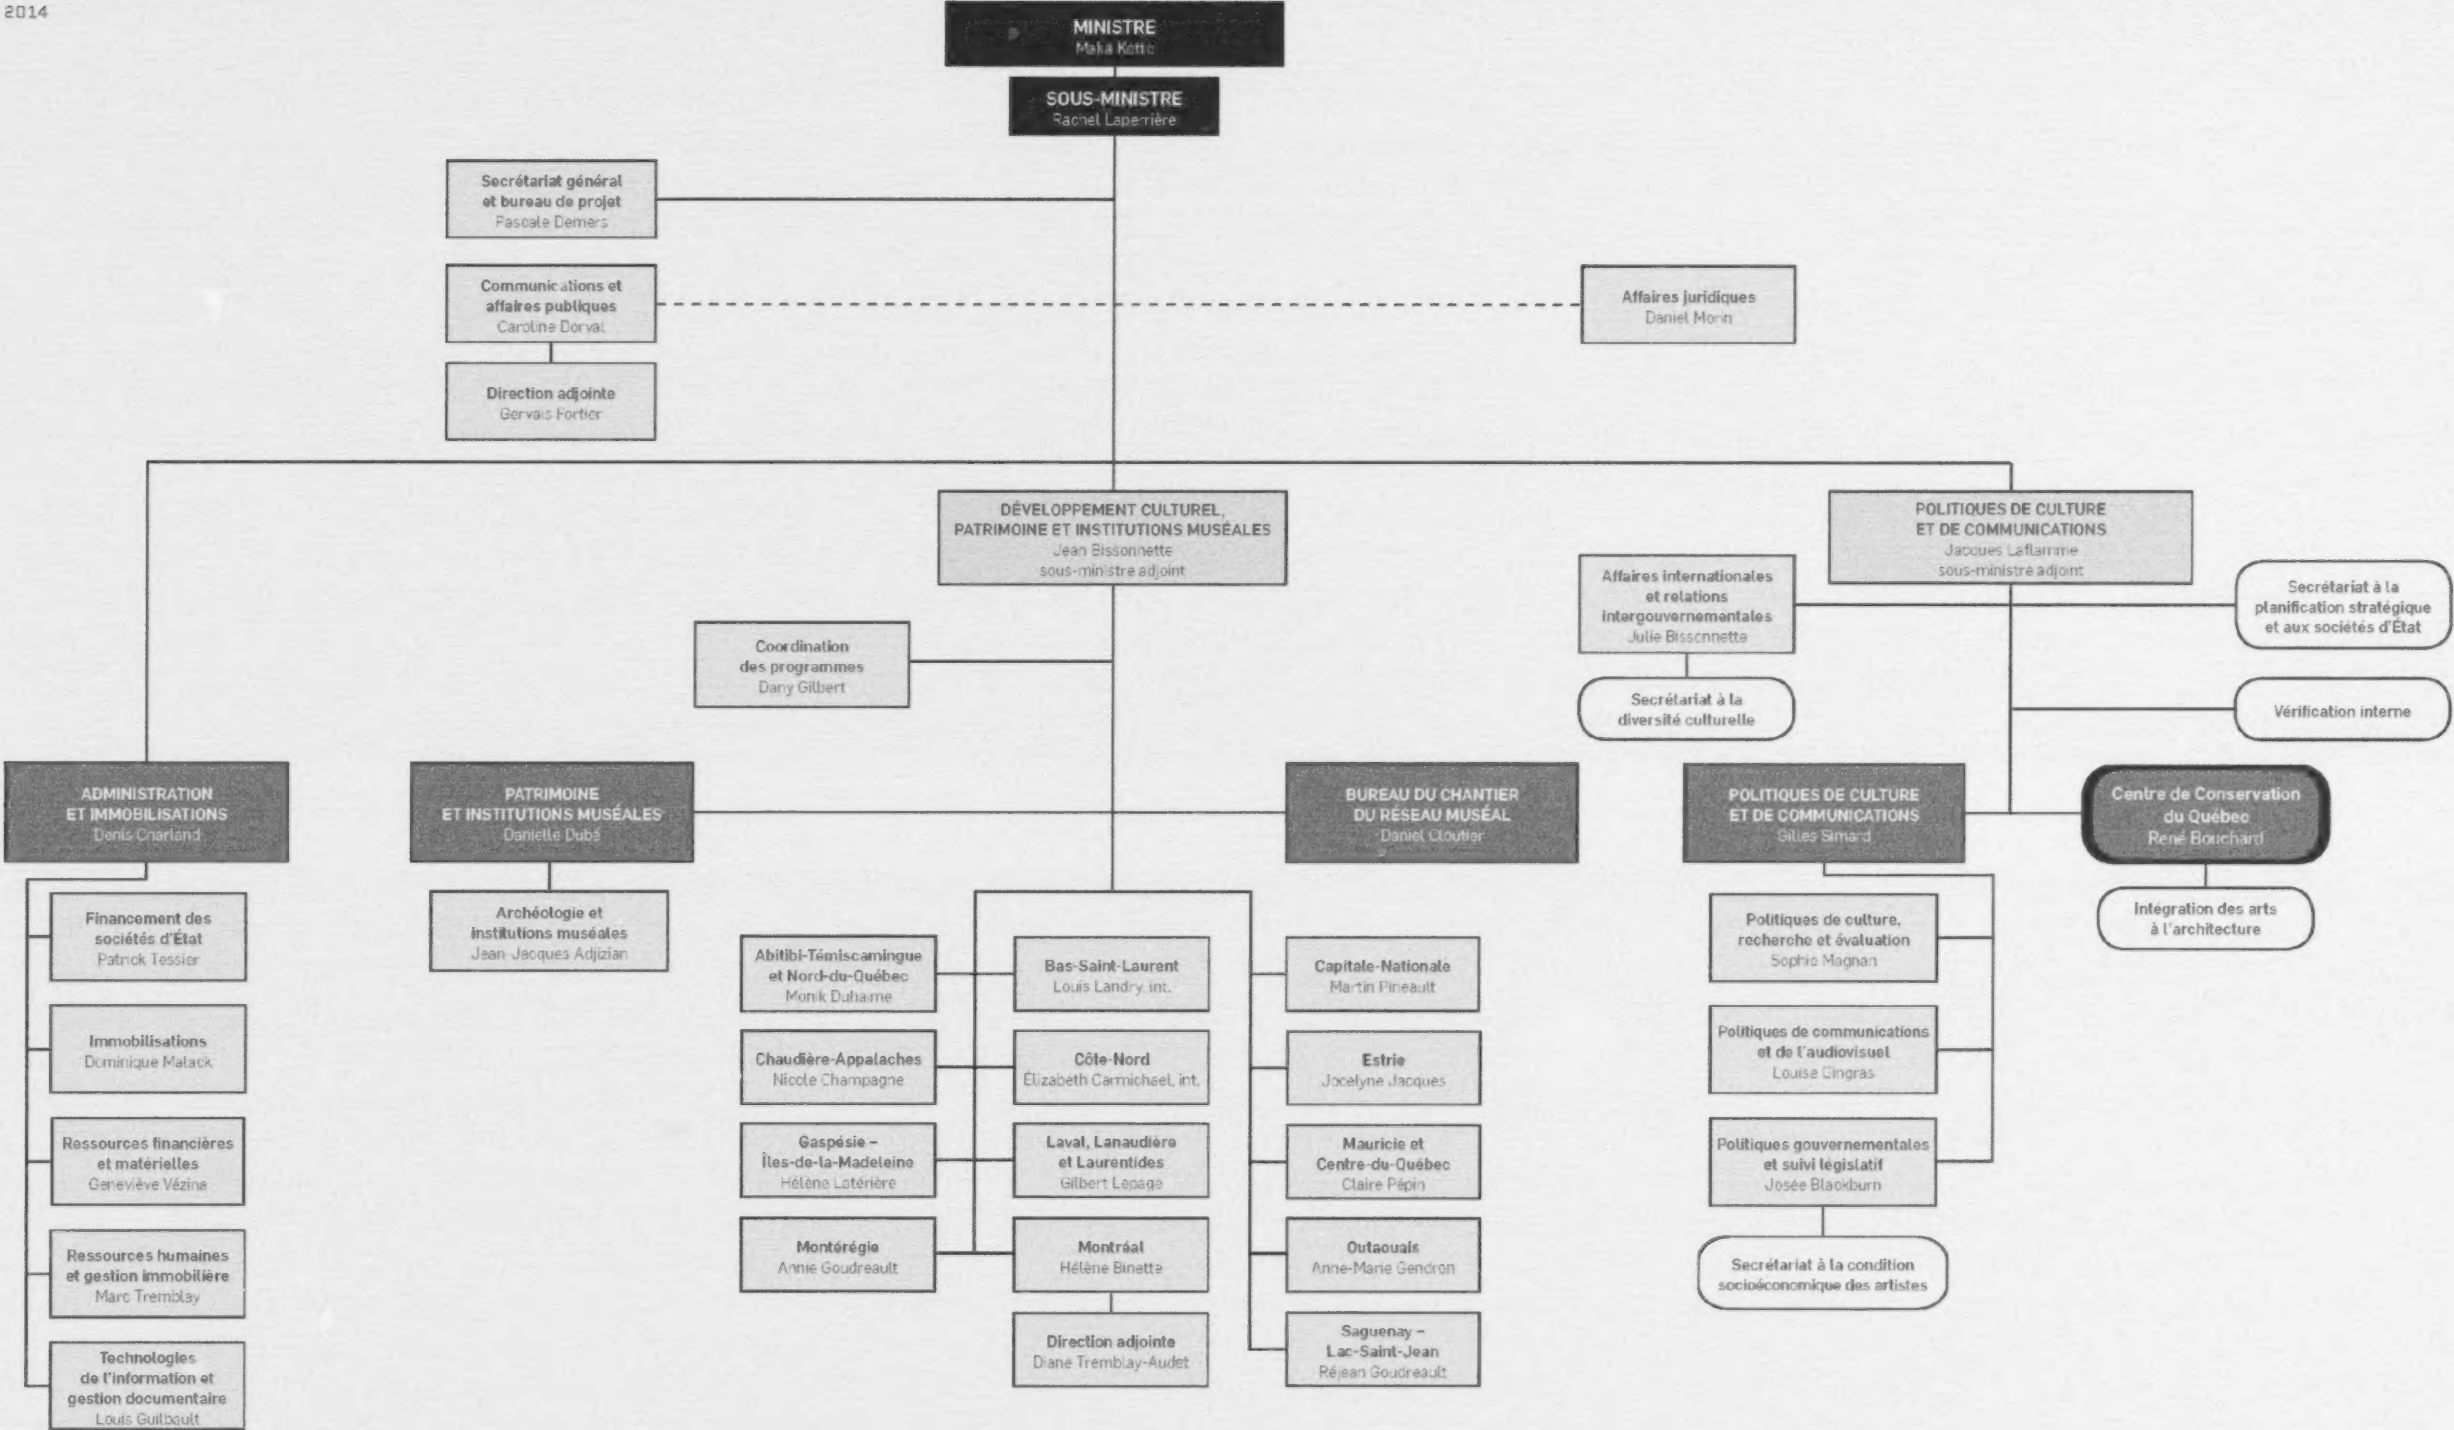 2014
MINISTRE
Maka Kotto
SOUS-MINISTRE
Rachel Laperrière
Secrétariat général
et bureau de projet
Pascale Demers
Communications et
affaires publiques
Caroline Dorval
Affaires juridiques
Daniel Morin
Direction adjointe
Gervais Fortier
DÉVELOPPEMENT CULTUREL,
PATRIMOINE ET INSTITUTIONS MUSÉALES
Jean Bissonnette
sous-ministre adjoint
POLITIQUES DE CULTURE
ET DE COMMUNICATIONS
Jacques Laflamme
sous-ministre adjoint
Affaires internationales
et relations
intergouvernementales
Julie Bissonnette
Secrétariat à la
planification stratégique
et aux sociétés d'État
Coordination
des programmes
Dany Gilbert
Secrétariat à la
diversité culturelle
Vérification interne
ADMINISTRATION
ET IMMOBILISATIONS
Denis Charland
PATRIMOINE
ET INSTITUTIONS MUSÉALES
Danielle Dubé
BUREAU DU CHANTIER
DU RÉSEAU MUSÉAL
Daniel Cloutier
POLITIQUES DE CULTURE
ET DE COMMUNICATIONS
Gilles Simard
Centre de Conservation
du Québec
René Bouchard
Financement des
sociétés d'État
Patrick Tessier
Immobilisations
Dominique Malack
Ressources financières
et matérielles
Geneviève Vézina
Ressources humaines
et gestion immobilière
Marc Tremblay
Technologies
de l'information et
gestion documentaire
Louis Guilbault
Archéologie et
institutions muséales
Jean-Jacques Adjizian
Abitibi-Témiscamingue
et Nord-du-Québec
Monik Duhaime
Bas-Saint-Laurent
Louis Landry, int.
Capitale-Nationale
Martin Pineault
Chaudière-Appalaches
Nicole Champagne
Côte-Nord
Élizabeth Carmichael, int.
Estrie
Jocelyne Jacques
Gaspésie –
Îles-de-la-Madeleine
Hélène Latérière
Laval, Lanaudière
et Laurentides
Gilbert Lepage
Mauricie et
Centre-du-Québec
Claire Pépin
Montérégie
Annie Goudreault
Montréal
Hélène Binette
Outaouais
Anne-Marie Gendron
Direction adjointe
Diane Tremblay-Audet
Saguenay –
Lac-Saint-Jean
Réjean Goudreault
Politiques de culture,
recherche et évaluation
Sophie Magnan
Politiques de communications
et de l'audiovisuel
Louise Gingras
Politiques gouvernementales
et suivi législatif
Josée Blackburn
Secrétariat à la condition
socioéconomique des artistes
Intégration des arts
à l'architecture